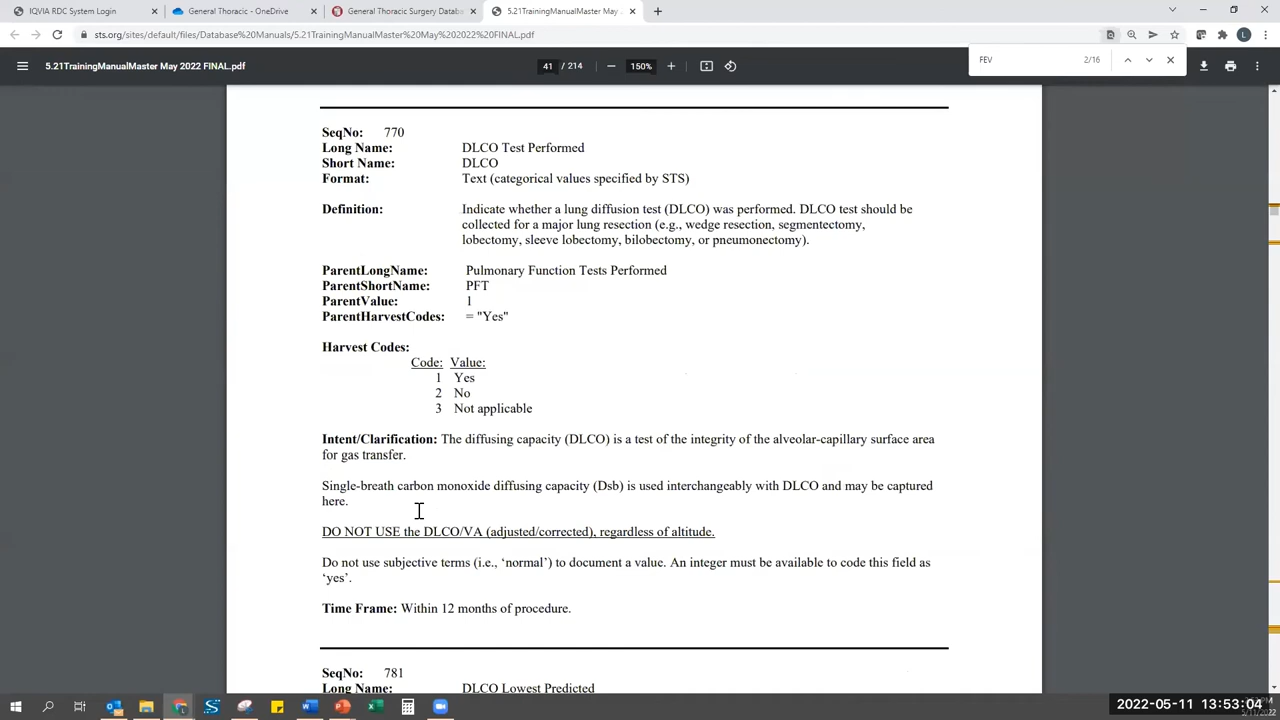 IQVIA RDC System Login
General Thoracic - OneDrive
General Thoracic Surgery Databa
5.21TrainingManualMaster May
sts.org/sites/default/files/Database%20Manuals/5.21TrainingManualMaster%20May%202022%20FINAL.pdf
L
5.21TrainingManualMaster May 2022 FINAL.pdf
41 / 214
150%
FEV
2/16
SeqNo: 770
Long Name: DLCO Test Performed
Short Name: DLCO
Format: Text (categorical values specified by STS)
Definition: Indicate whether a lung diffusion test (DLCO) was performed. DLCO test should be
collected for a major lung resection (e.g., wedge resection, segmentectomy,
lobectomy, sleeve lobectomy, bilobectomy, or pneumonectomy).
ParentLongName: Pulmonary Function Tests Performed
ParentShortName: PFT
ParentValue: 1
ParentHarvestCodes: = "Yes"
Harvest Codes:
Code: Value:
1 Yes
2 No
3 Not applicable
Intent/Clarification: The diffusing capacity (DLCO) is a test of the integrity of the alveolar-capillary surface area
for gas transfer.
Single-breath carbon monoxide diffusing capacity (Dsb) is used interchangeably with DLCO and may be captured
here.
DO NOT USE the DLCO/VA (adjusted/corrected), regardless of altitude.
Do not use subjective terms (i.e., ‘normal’) to document a value. An integer must be available to code this field as
‘yes’.
Time Frame: Within 12 months of procedure.
SeqNo: 781
Long Name: DLCO Lowest Predicted
2022-05-11 13:53:04